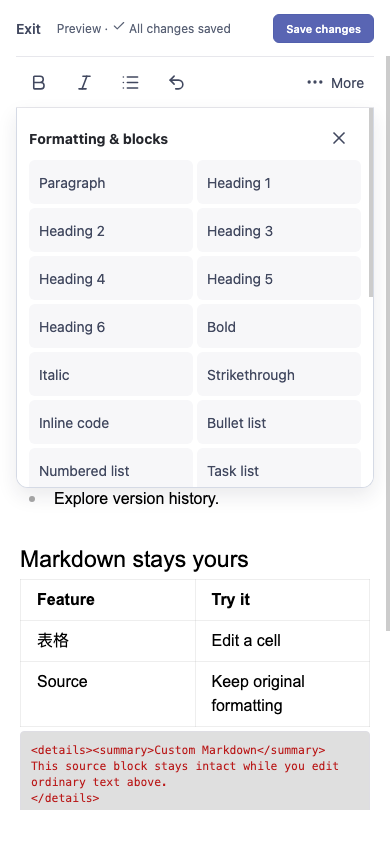 Exit Preview · All changes saved Save changes
More
Formatting & blocks
Paragraph Heading 1
Heading 2 Heading 3
Heading 4 Heading 5
Heading 6 Bold
Italic Strikethrough
Inline code Bullet list
Numbered list Task list
Explore version history.
Markdown stays yours
Feature Try it
表格 Edit a cell
Source Keep original
formatting
<details><summary>Custom Markdown</summary>
This source block stays intact while you edit
ordinary text above.
</details>